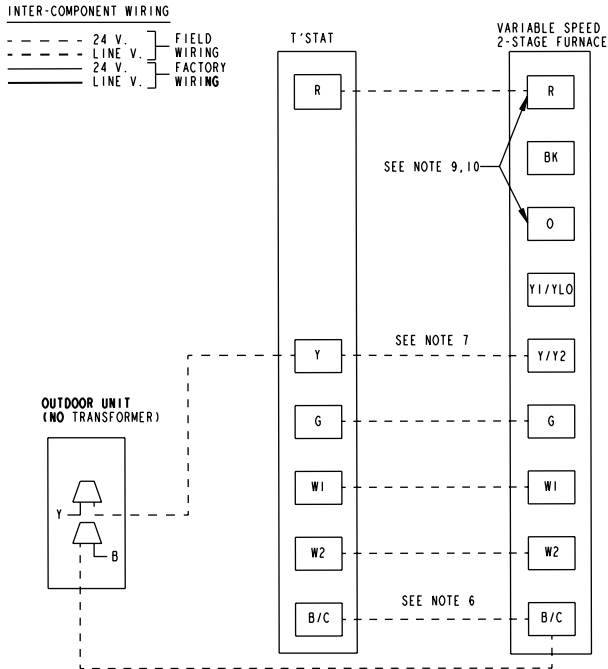 INTER-COMPONENT WIRING
24 V.
LINE V.
FIELD
WIRING
24 V.
LINE V.
FACTORY
WIRING
T'STAT
VARIABLE SPEED
2-STAGE FURNACE
R
R
SEE NOTE 9,10
BK
O
Y1/YLO
Y
SEE NOTE 7
Y/Y2
OUTDOOR UNIT
(NO TRANSFORMER)
G
G
Y
B
W1
W1
W2
W2
SEE NOTE 6
B/C
B/C